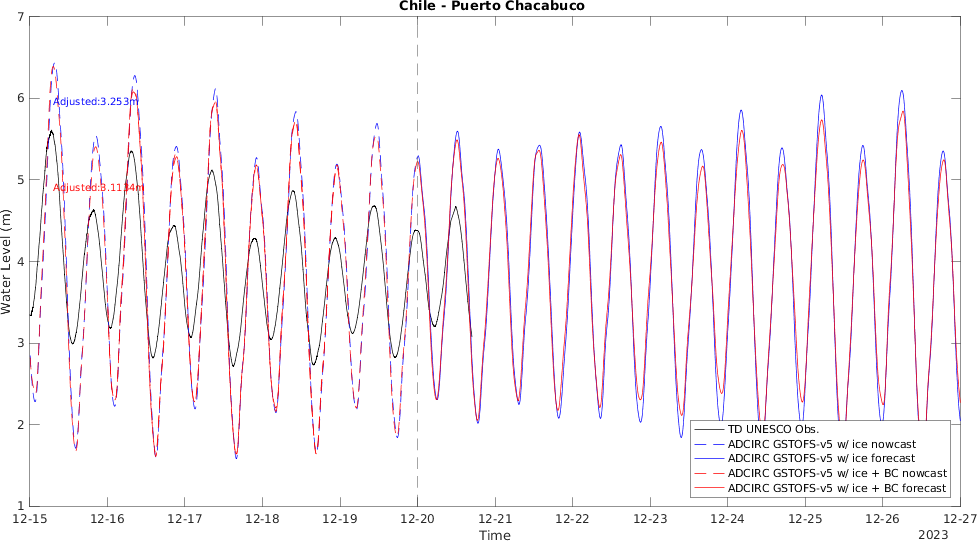 Chile - Puerto Chacabuco
7
6
5
4
3
2
1
Water Level (m)
Adjusted:3.253m
Adjusted:3.1134m
TD UNESCO Obs.
ADCIRC GSTOFS-v5 w/ ice nowcast
ADCIRC GSTOFS-v5 w/ ice forecast
ADCIRC GSTOFS-v5 w/ ice + BC nowcast
ADCIRC GSTOFS-v5 w/ ice + BC forecast
12-15 12-16 12-17 12-18 12-19 12-20 12-21 12-22 12-23 12-24 12-25 12-26 12-27
Time
2023